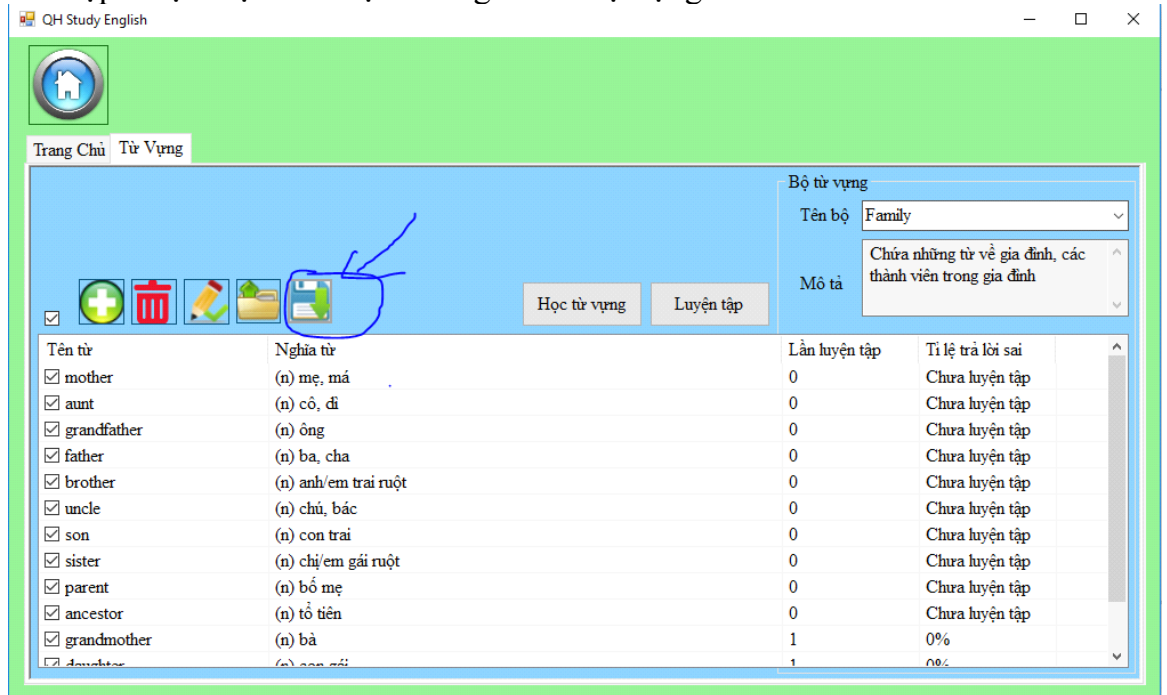 QH Study English
Trang Chủ Từ Vựng
Bộ từ vựng
Tên bộ Family
Mô tả Chứa những từ về gia đình, các
thành viên trong gia đình
Học từ vựng Luyện tập
Tên từ Nghĩa từ Lần luyện tập Tỉ lệ trả lời sai
mother (n) mẹ, má 0 Chưa luyện tập
aunt (n) cô, dì 0 Chưa luyện tập
grandfather (n) ông 0 Chưa luyện tập
father (n) ba, cha 0 Chưa luyện tập
brother (n) anh/em trai ruột 0 Chưa luyện tập
uncle (n) chú, bác 0 Chưa luyện tập
son (n) con trai 0 Chưa luyện tập
sister (n) chị/em gái ruột 0 Chưa luyện tập
parent (n) bố mẹ 0 Chưa luyện tập
ancestor (n) tổ tiên 0 Chưa luyện tập
grandmother (n) bà 1 0%
daughter (n) con gái 1 0%